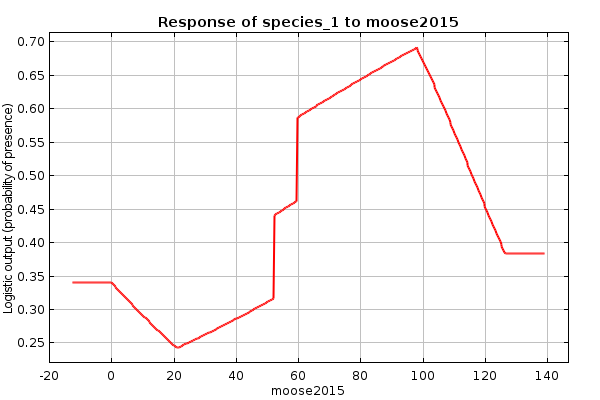 Response of species_1 to moose2015
Logistic output (probability of presence)
0.70
0.65
0.60
0.55
0.50
0.45
0.40
0.35
0.30
0.25
-20 0 20 40 60 80 100 120 140
moose2015